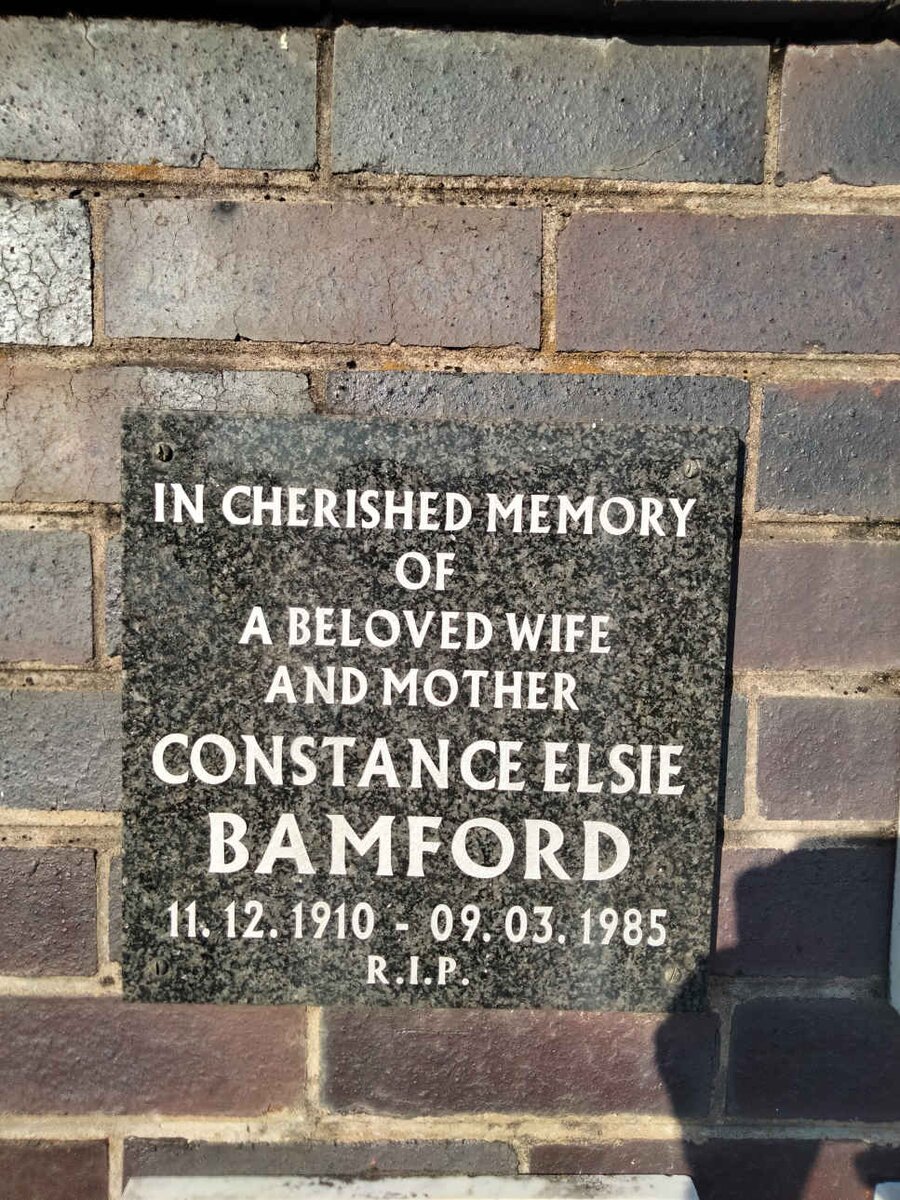 IN CHERISHED MEMORY
OF
A BELOVED WIFE
AND MOTHER
CONSTANCE ELSIE
BAMFORD
11.12.1910 - 09.03.1985
R.I.P.